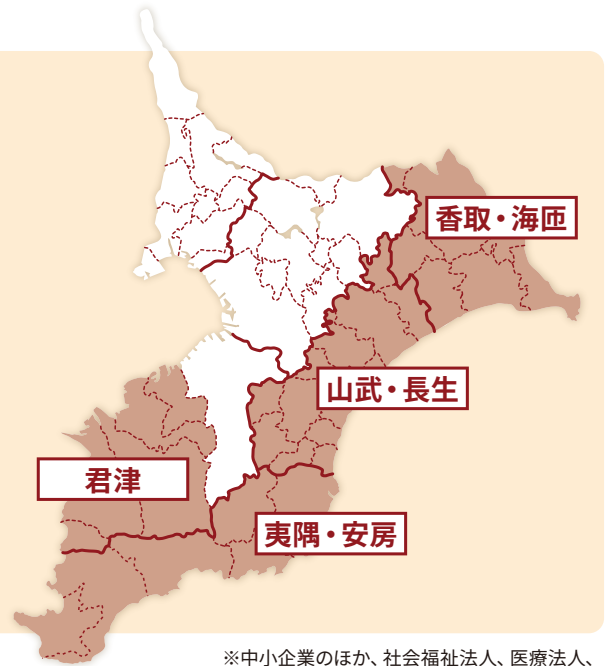 香取・海匝
山武・長生
君津
夷隅・安房
※中小企業のほか、社会福祉法人、医療法人、